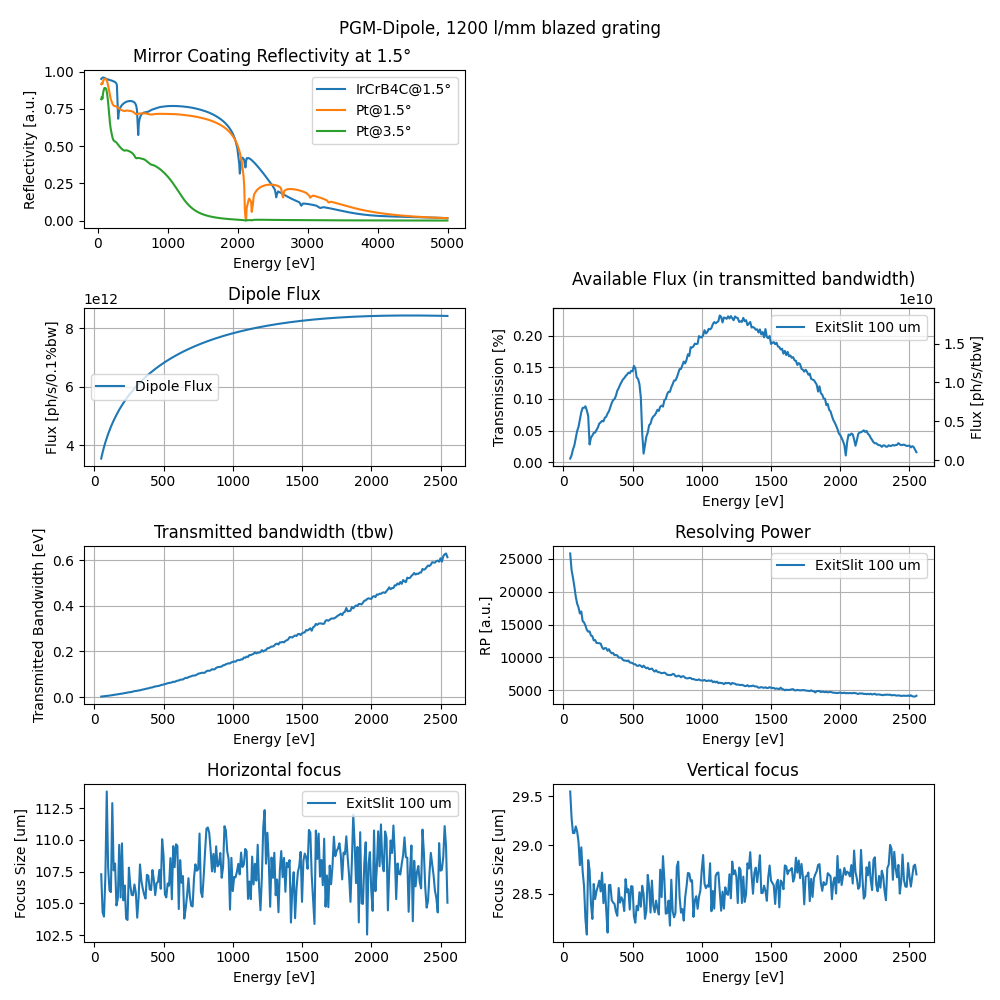 PGM-Dipole, 1200 l/mm blazed grating
Mirror Coating Reflectivity at 1.5°
Reflectivity [a.u.]
1.00
0.75
0.50
0.25
0.00
IrCrB4C@1.5°
Pt@1.5°
Pt@3.5°
0 1000 2000 3000 4000 5000
Energy [eV]
Dipole Flux
1e12
Flux [ph/s/0.1%bw]
8
6
4
Dipole Flux
0 500 1000 1500 2000 2500
Available Flux (in transmitted bandwidth)
1e10
Transmission [%]
0.20
0.15
0.10
0.05
0.00
ExitSlit 100 um
1.5
1.0
0.5
0.0
Flux [ph/s/tbw]
0 500 1000 1500 2000 2500
Energy [eV]
Transmitted bandwidth (tbw)
Transmitted Bandwidth [eV]
0.6
0.4
0.2
0.0
0 500 1000 1500 2000 2500
Energy [eV]
Resolving Power
RP [a.u.]
25000
20000
15000
10000
5000
ExitSlit 100 um
0 500 1000 1500 2000 2500
Energy [eV]
Horizontal focus
Focus Size [um]
112.5
110.0
107.5
105.0
102.5
ExitSlit 100 um
0 500 1000 1500 2000 2500
Energy [eV]
Vertical focus
Focus Size [um]
29.5
29.0
28.5
0 500 1000 1500 2000 2500
Energy [eV]